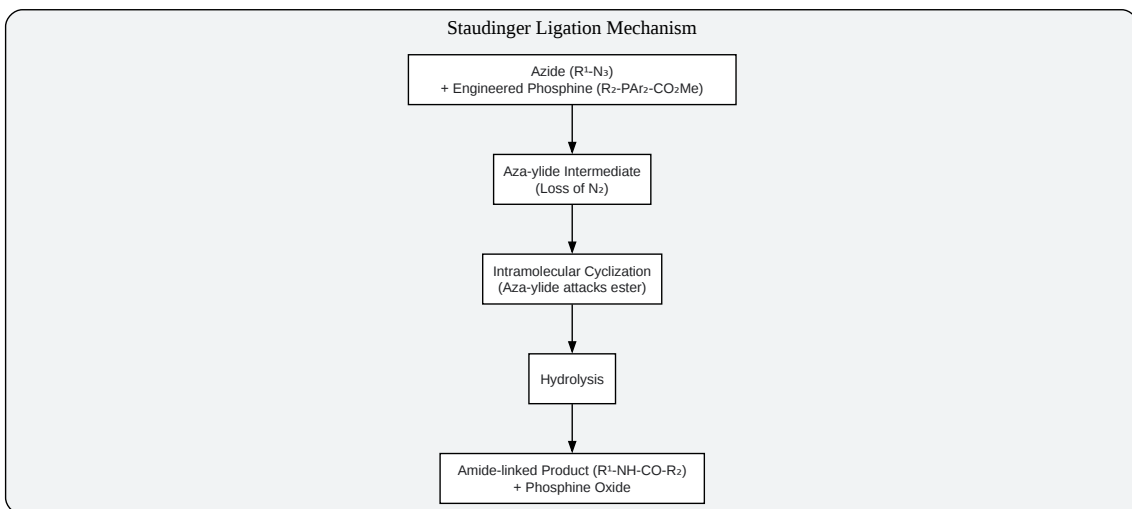 Staudinger Ligation Mechanism
Azide (R¹-N₃)
+ Engineered Phosphine (R₂-PAr₂-CO₂Me)
Aza-ylide Intermediate
(Loss of N₂)
Intramolecular Cyclization
(Aza-ylide attacks ester)
Hydrolysis
Amide-linked Product (R¹-NH-CO-R₂)
+ Phosphine Oxide